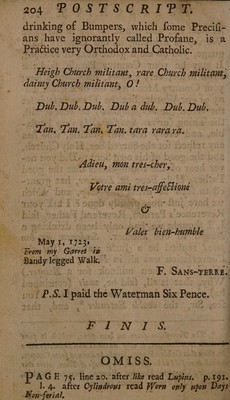 204 POSTSCRIPT.
drinking of Bumpers, which ſome Preciſi-
ans have ignorantly called Profane, is a
Practice very Orthodox and Catholic.
Heigh Church militant, rare Church militant,
dainty Church militant, O!
Dub. Dub. Dub. Dub a dub. Dub. Dub.
Tan. Tan. Tan. Tan. tara rara ra.
Adieu, mon tres-cher,
Votre ami tres-affectioné
&
Valet bien-humble
May 1, 1723,
From my Garret in
Bandy legged Walk.
F. SANS-TERRE.
P.S. I paid the Waterman Six Pence.
FINIS.
OMISS.
PAGE 75. line 20. after like read Lupins. p. 191.
l. 4. after Cylindrous read Worn only upon Days
Non-ferial.